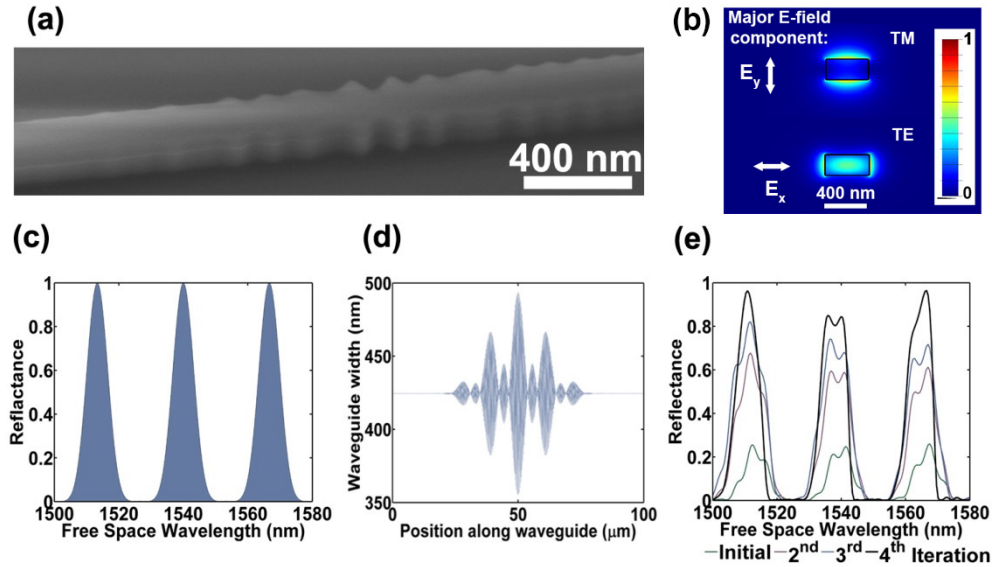 (a)
400 nm
(b)
Major E-field
component:
TM
E_y
TE
E_x
400 nm
1
0
(c)
Reflactance
1
0.8
0.6
0.4
0.2
0
1500 1520 1540 1560 1580
Free Space Wavelength (nm)
(d)
Waveguide width (nm)
500
450
400
350
0 50 100
Position along waveguide (μm)
(e)
Reflectance
1
0.8
0.6
0.4
0.2
0
1500 1520 1540 1560 1580
Free Space Wavelength (nm)
Initial 2nd 3rd 4th Iteration